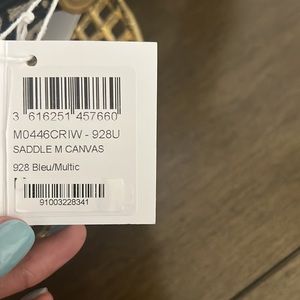 3 616251 457660
M0446CRIW - 928U
SADDLE M CANVAS
928 Bleu/Multic
91003228341